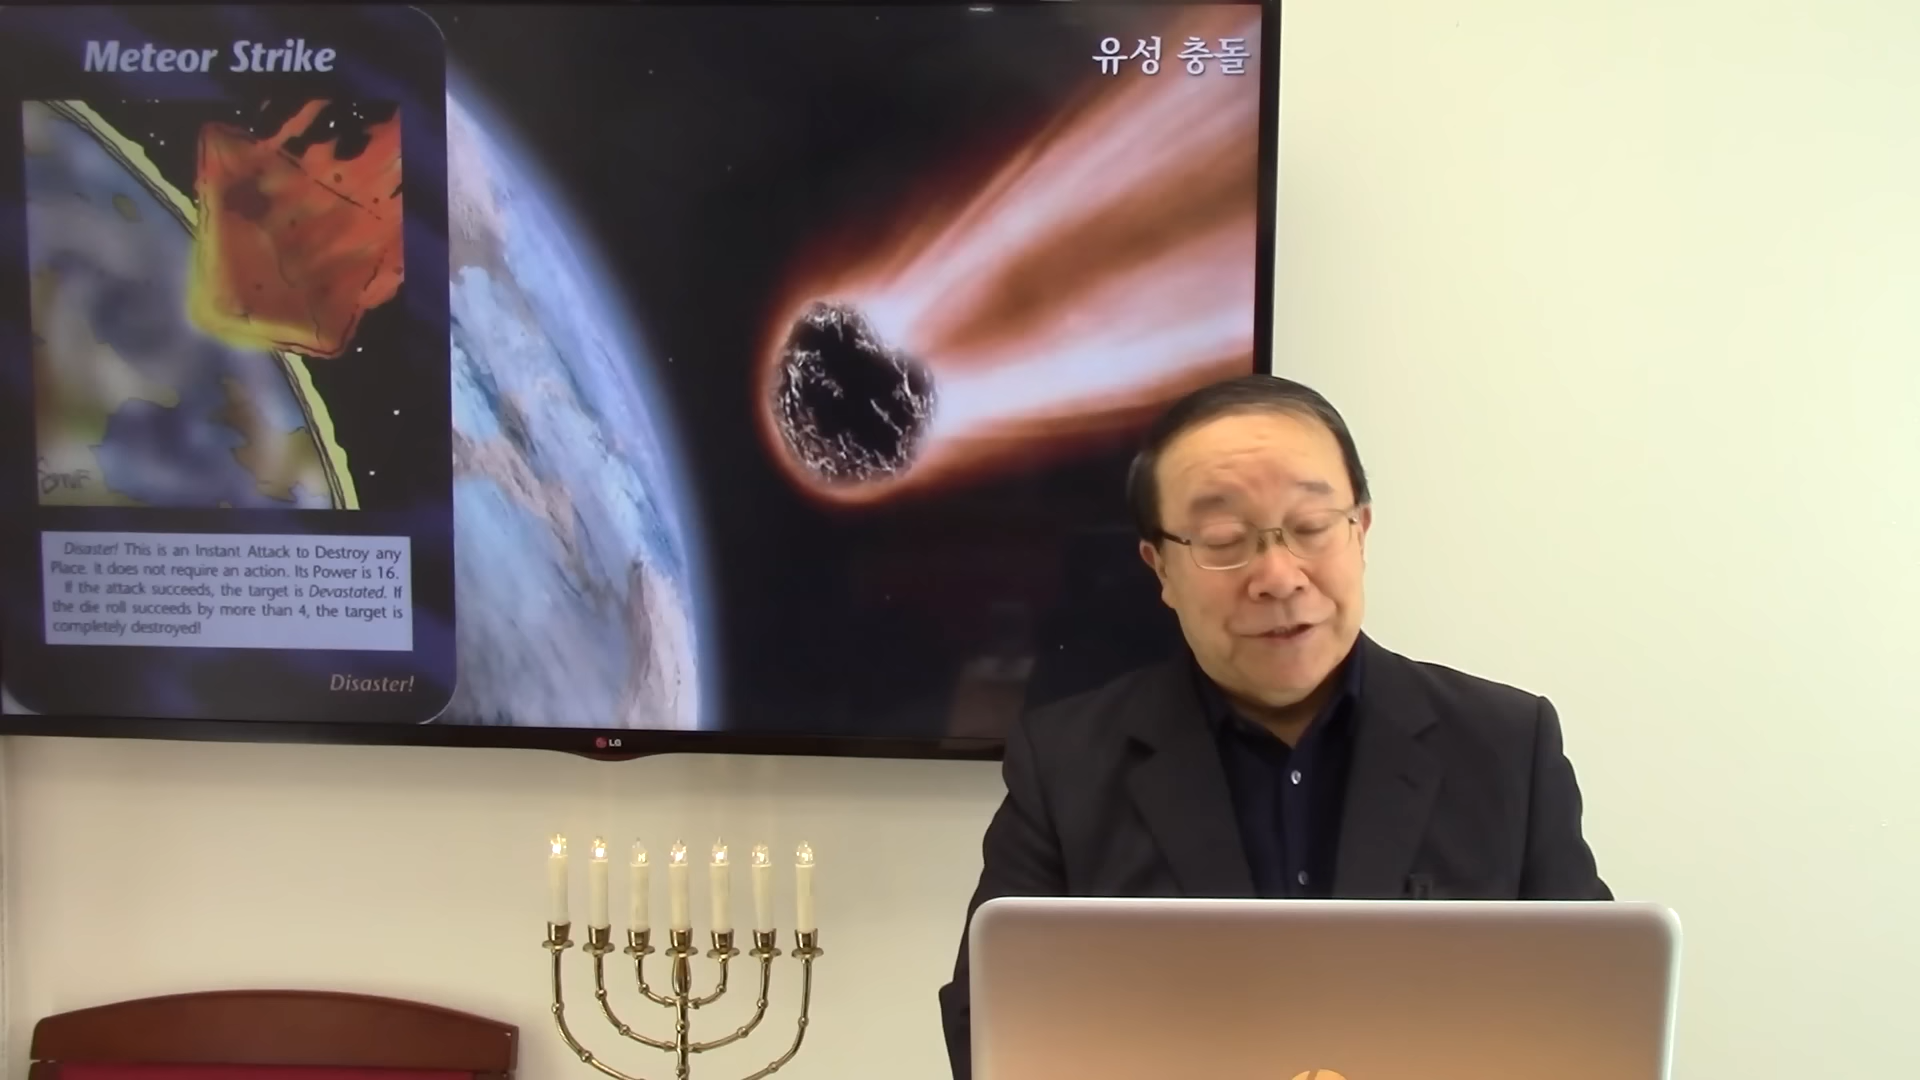 Meteor Strike
유성 충돌
Disaster! This is an Instant Attack to Destroy any
Place. It does not require an action. Its Power is 16.
If the attack succeeds, the target is Devastated. If
the die roll succeeds by more than 4, the target is
completely destroyed!
Disaster!
LG